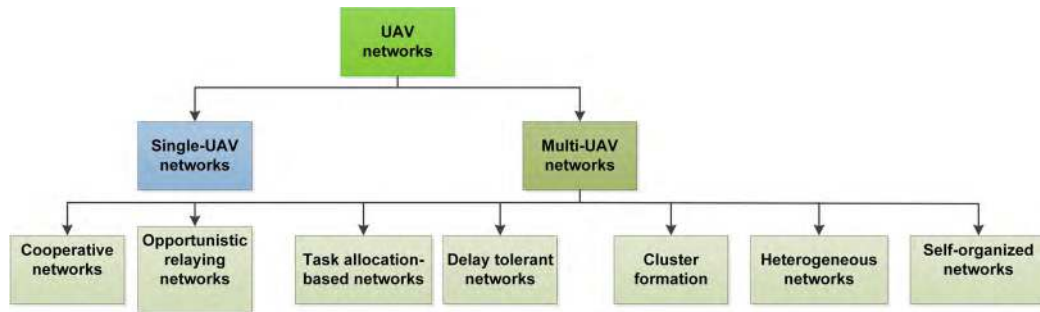 UAV
networks
Single-UAV
networks
Multi-UAV
networks
Cooperative
networks
Opportunistic
relaying
networks
Task allocation-
based networks
Delay tolerant
networks
Cluster
formation
Heterogeneous
networks
Self-organized
networks